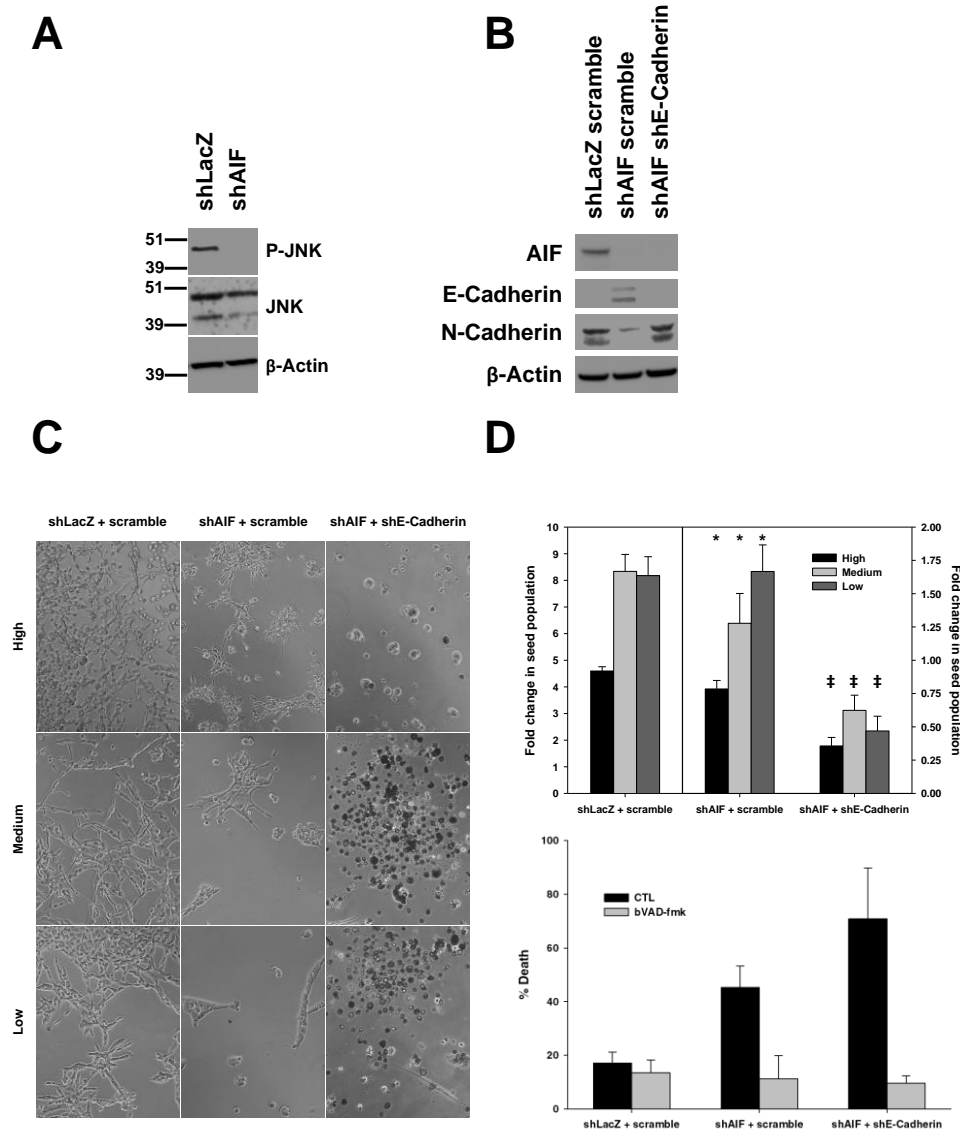 A
shLacZ
shAIF
51
39
P-JNK
51
39
JNK
39
β-Actin
B
shLacZ scramble
shAIF scramble
shAIF shE-Cadherin
AIF
E-Cadherin
N-Cadherin
β-Actin
C
shLacZ + scramble shAIF + scramble shAIF + shE-Cadherin
High
Medium
Low
D
Fold change in seed population
10
9
8
7
6
5
4
3
2
1
0
* * *
High
Medium
Low
‡ ‡ ‡
2.00
1.75
1.50
1.25
1.00
0.75
0.50
0.25
0.00
Fold change in seed population
shLacZ + scramble shAIF + scramble shAIF + shE-Cadherin
% Death
100
80
60
40
20
0
CTL
bVAD-fmk
shLacZ + scramble shAIF + scramble shAIF + shE-Cadherin